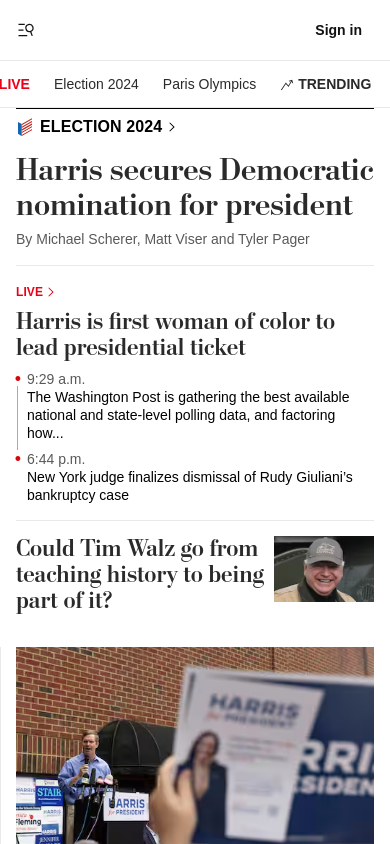 Sign in
LIVE
Election 2024
Paris Olympics
TRENDING
ELECTION 2024
Harris secures Democratic
nomination for president
By Michael Scherer, Matt Viser and Tyler Pager
LIVE
Harris is first woman of color to
lead presidential ticket
9:29 a.m.
The Washington Post is gathering the best available
national and state-level polling data, and factoring
how...
6:44 p.m.
New York judge finalizes dismissal of Rudy Giuliani’s
bankruptcy case
Could Tim Walz go from
teaching history to being
part of it?
HARRIS
for PRESIDENT
STAIR
Fleming
JENNIFER